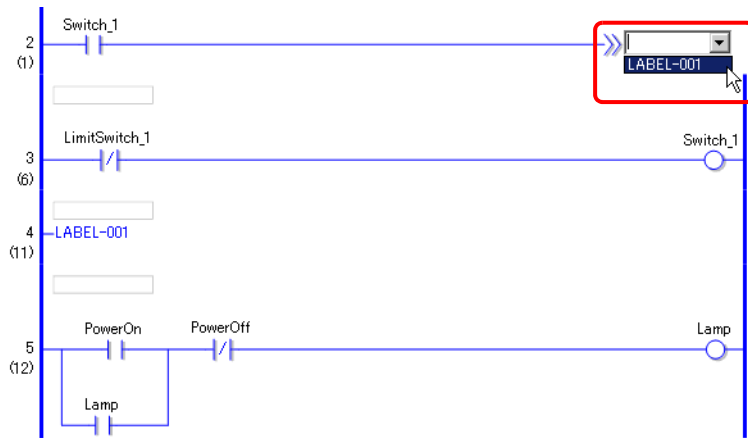 Switch_1
2
(1)
LABEL-001
LimitSwitch_1
Switch_1
3
(6)
4
LABEL-001
(11)
PowerOn
PowerOff
Lamp
5
(12)
Lamp